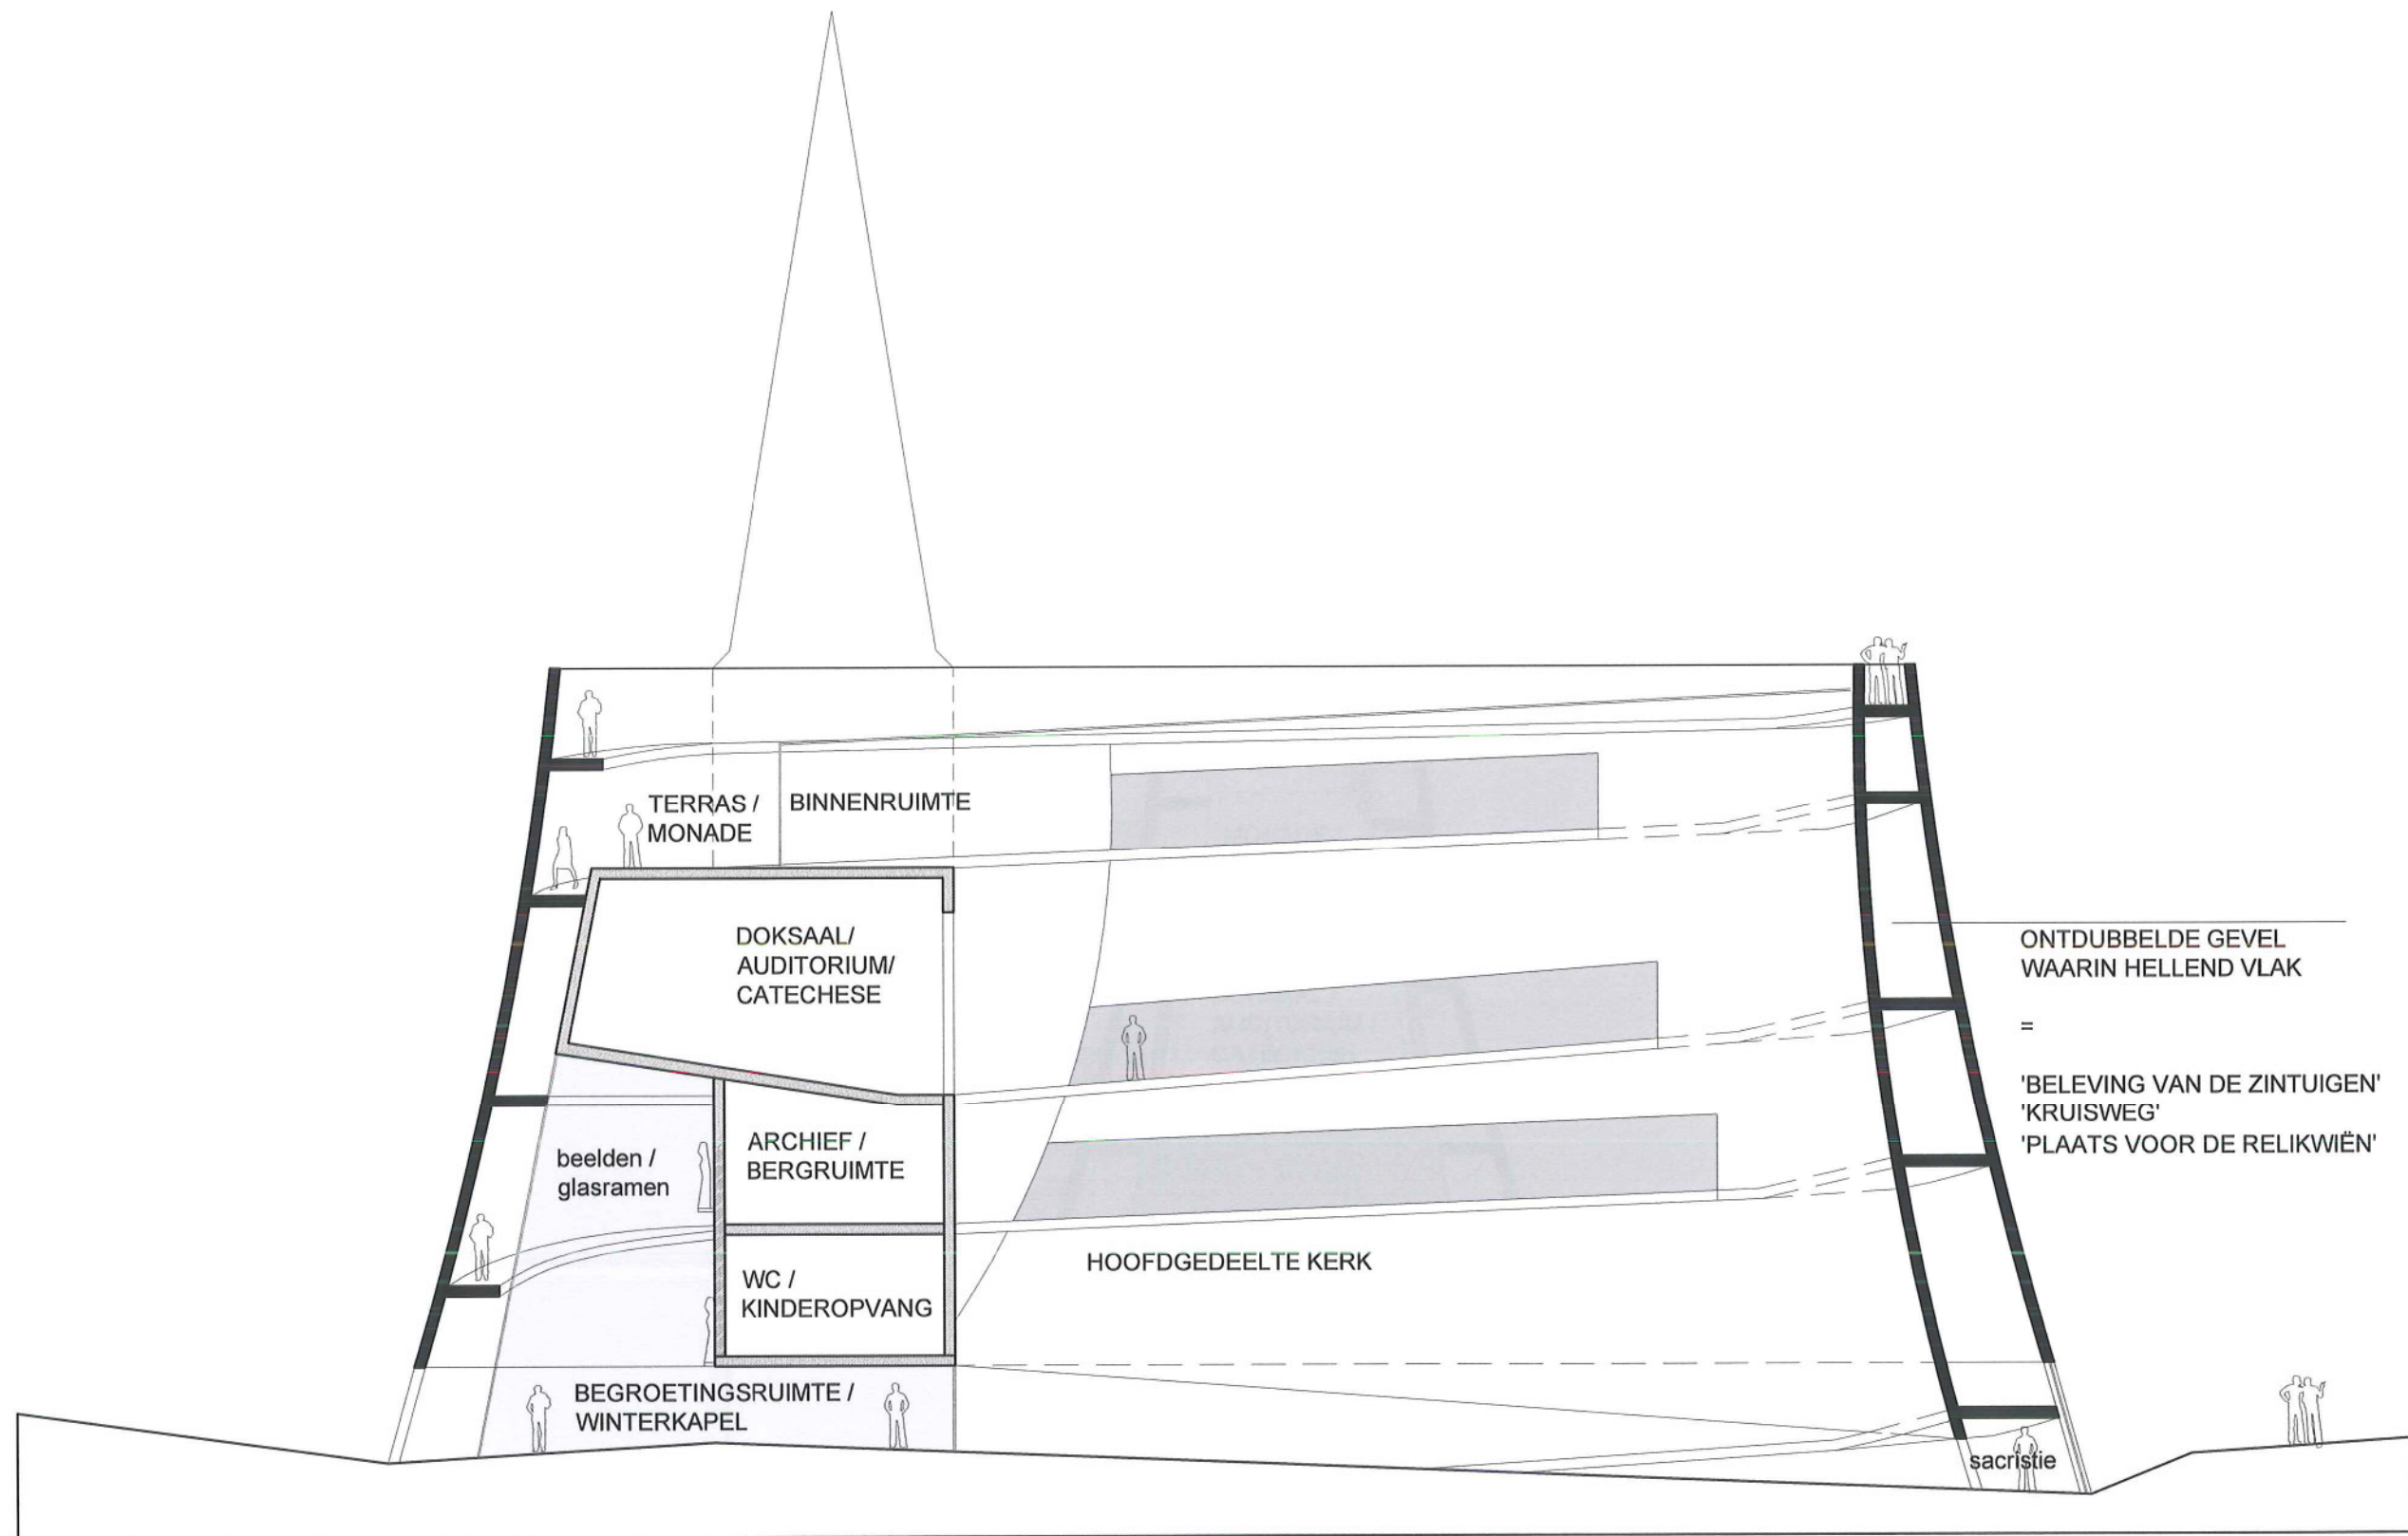 TERRAS /
MONADE
BINNENRUIMTE
DOKSAAL/
AUDITORIUM/
CATECHESE
ONTDUBBELDE GEVEL
WAARIN HELLEND VLAK
=
'BELEVING VAN DE ZINTUIGEN'
'KRUISWEG'
'PLAATS VOOR DE RELIKWIËN'
beelden /
glasramen
ARCHIEF /
BERGRUIMTE
WC /
KINDEROPVANG
HOOFDGEDEELTE KERK
BEGROETINGSRUIMTE /
WINTERKAPEL
sacristie